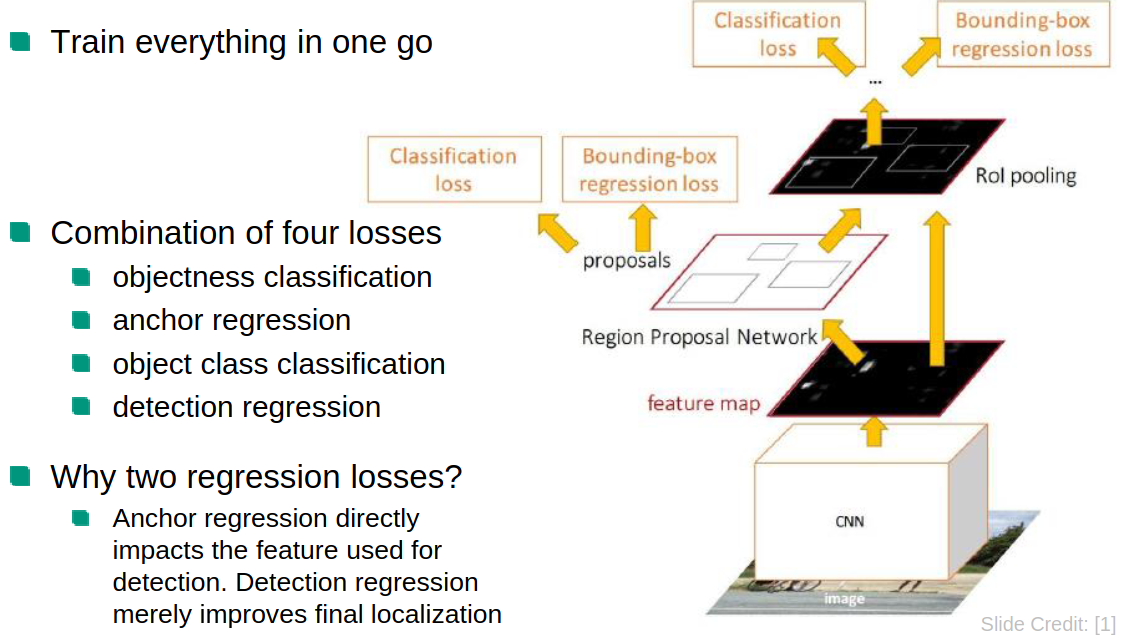 Train everything in one go
Combination of four losses
objectness classification
anchor regression
object class classification
detection regression
Why two regression losses?
Anchor regression directly
impacts the feature used for
detection. Detection regression
merely improves final localization
Classification
loss
Bounding-box
regression loss
...
RoI pooling
Classification
loss
Bounding-box
regression loss
proposals
Region Proposal Network
feature map
CNN
image
Slide Credit: [1]